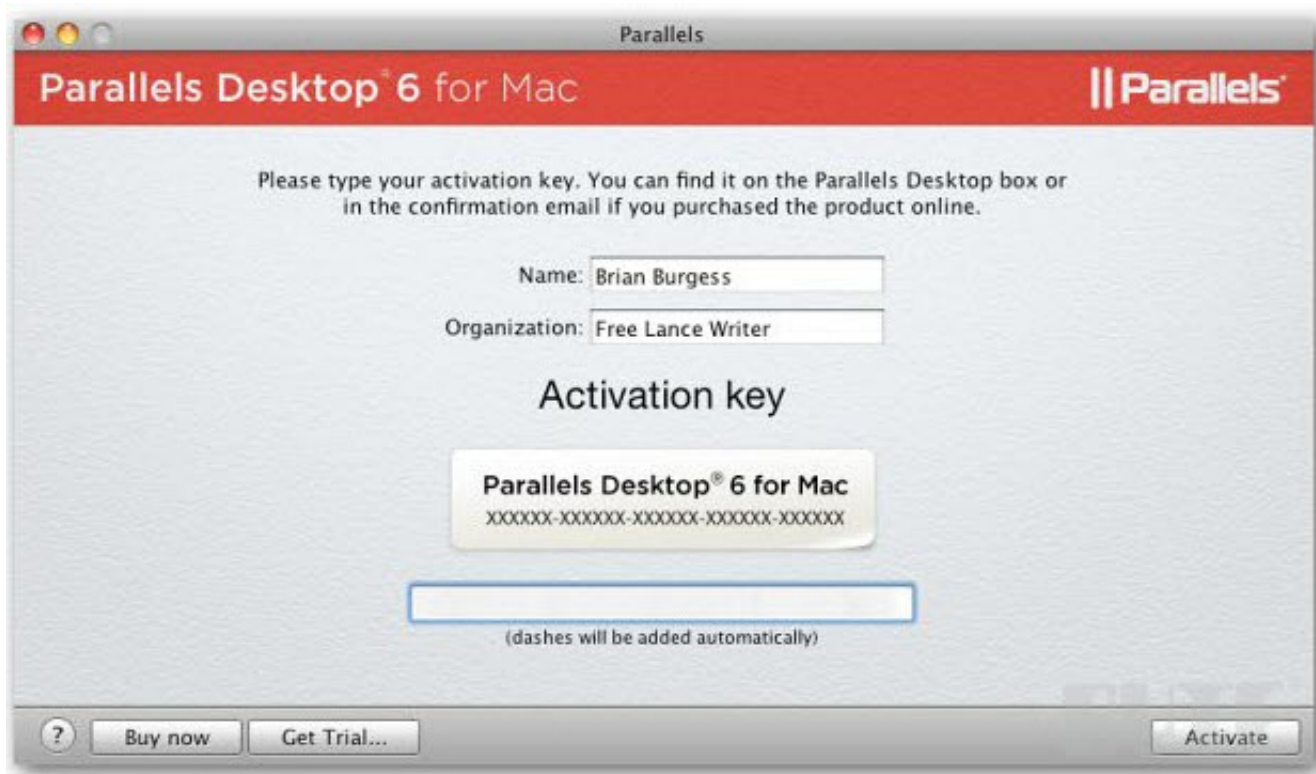 Parallels
Parallels Desktop® 6 for Mac
Parallels®
Please type your activation key. You can find it on the Parallels Desktop box or
in the confirmation email if you purchased the product online.
Name: Brian Burgess
Organization: Free Lance Writer
Activation key
Parallels Desktop® 6 for Mac
XXXXXX-XXXXXX-XXXXXX-XXXXXX-XXXXXX
(dashes will be added automatically)
? Buy now Get Trial... Activate